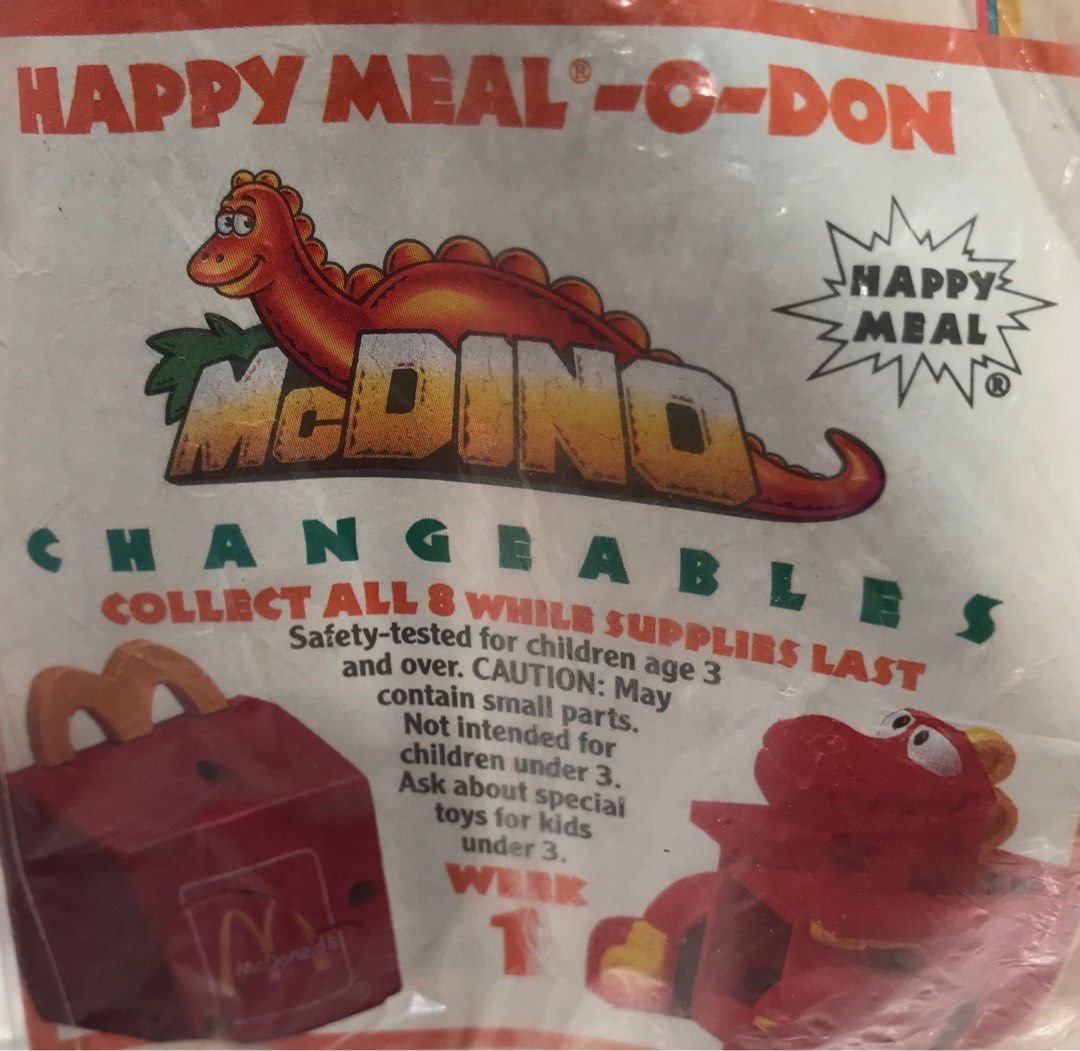 HAPPY MEAL®-O-DON
HAPPY
MEAL®
McDINO
CHANGEABLES
COLLECT ALL 8 WHILE SUPPLIES LAST
Safety-tested for children age 3
and over. CAUTION: May
contain small parts.
Not intended for
children under 3.
Ask about special
toys for kids
under 3.
WEEK
1
McDonald's®